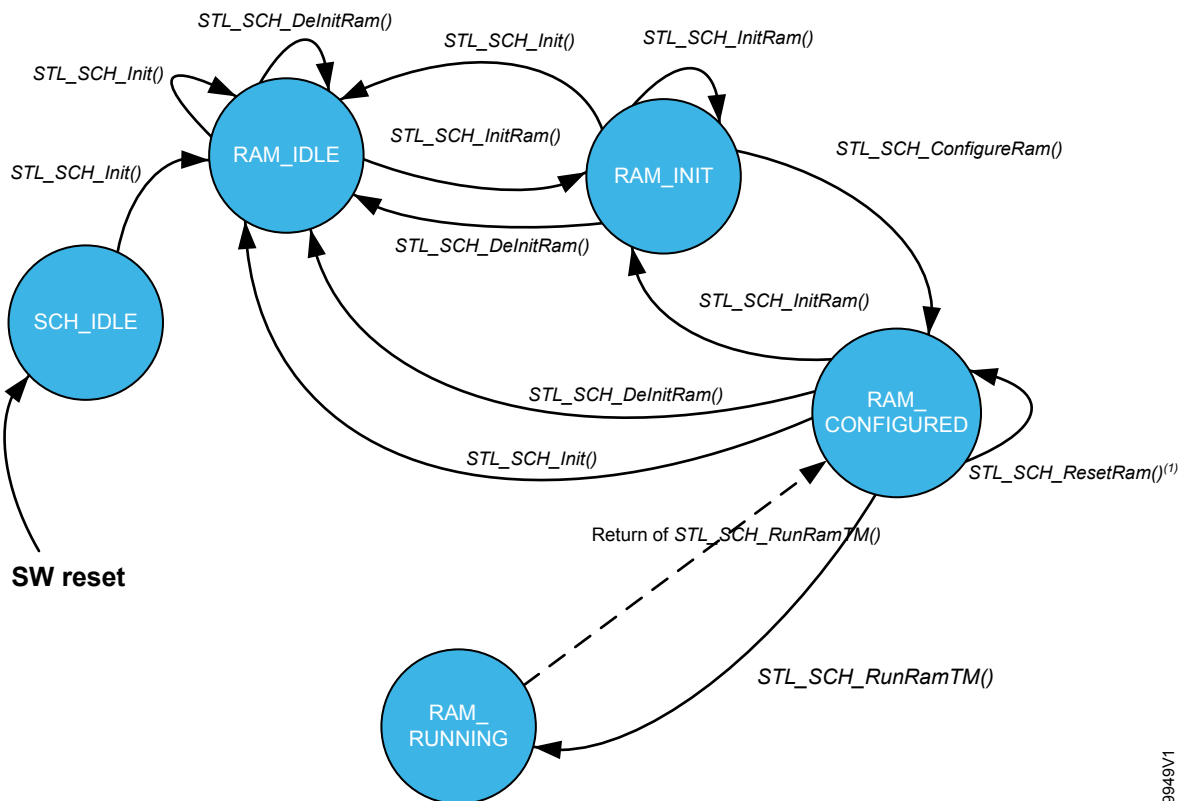 STL_SCH_DeInitRam()
STL_SCH_Init()
STL_SCH_InitRam()
STL_SCH_Init()
STL_SCH_InitRam()
STL_SCH_ConfigureRam()
RAM_IDLE
RAM_INIT
STL_SCH_Init()
STL_SCH_DeInitRam()
STL_SCH_InitRam()
SCH_IDLE
STL_SCH_DeInitRam()
RAM_
CONFIGURED
STL_SCH_Init()
STL_SCH_ResetRam()(1)
Return of STL_SCH_RunRamTM()
SW reset
STL_SCH_RunRamTM()
RAM_
RUNNING
9949V1